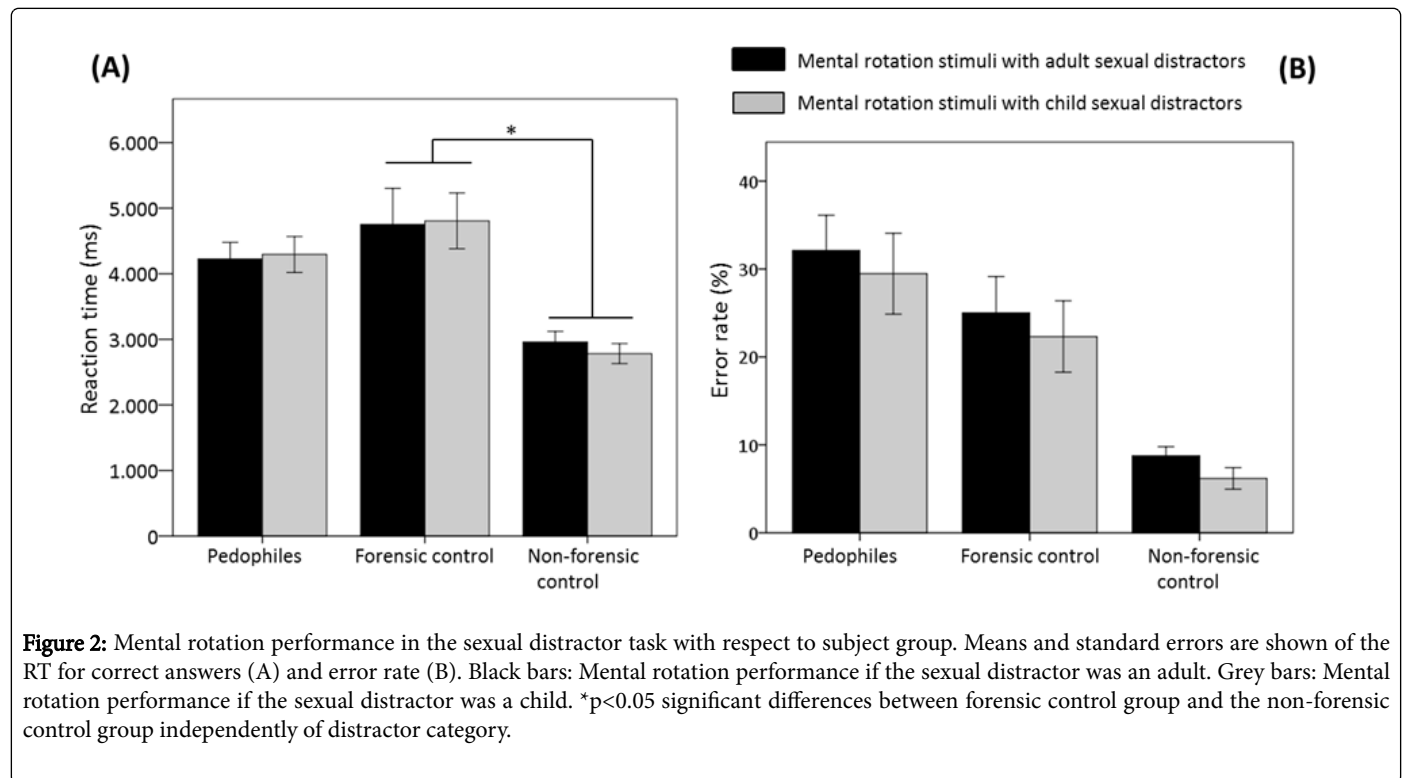 (A)
Mental rotation stimuli with adult sexual distractors
Mental rotation stimuli with child sexual distractors
(B)
Reaction time (ms)
6.000
5.000
4.000
3.000
2.000
1.000
0
*
Pedophiles
Forensic control
Non-forensic
control
Error rate (%)
40
30
20
10
0
Pedophiles
Forensic control
Non-forensic
control
Figure 2: Mental rotation performance in the sexual distractor task with respect to subject group. Means and standard errors are shown of the
RT for correct answers (A) and error rate (B). Black bars: Mental rotation performance if the sexual distractor was an adult. Grey bars: Mental
rotation performance if the sexual distractor was a child. *p<0.05 significant differences between forensic control group and the non-forensic
control group independently of distractor category.